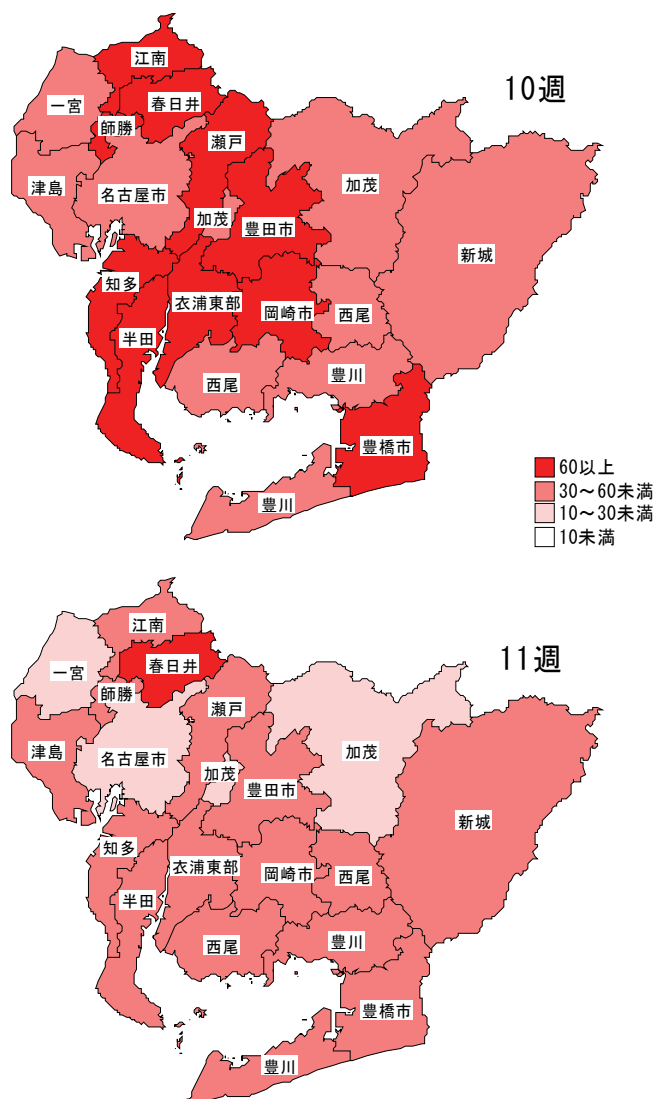 10週
江南
一宮
春日井
師勝
瀬戸
津島
名古屋市
加茂
加茂
豊田市
新城
知多
衣浦東部
岡崎市
西尾
半田
西尾
豊川
豊橋市
豊川
60以上
30～60未満
10～30未満
10未満
11週
江南
一宮
春日井
師勝
瀬戸
津島
名古屋市
加茂
加茂
豊田市
新城
知多
衣浦東部
岡崎市
西尾
半田
西尾
豊川
豊橋市
豊川